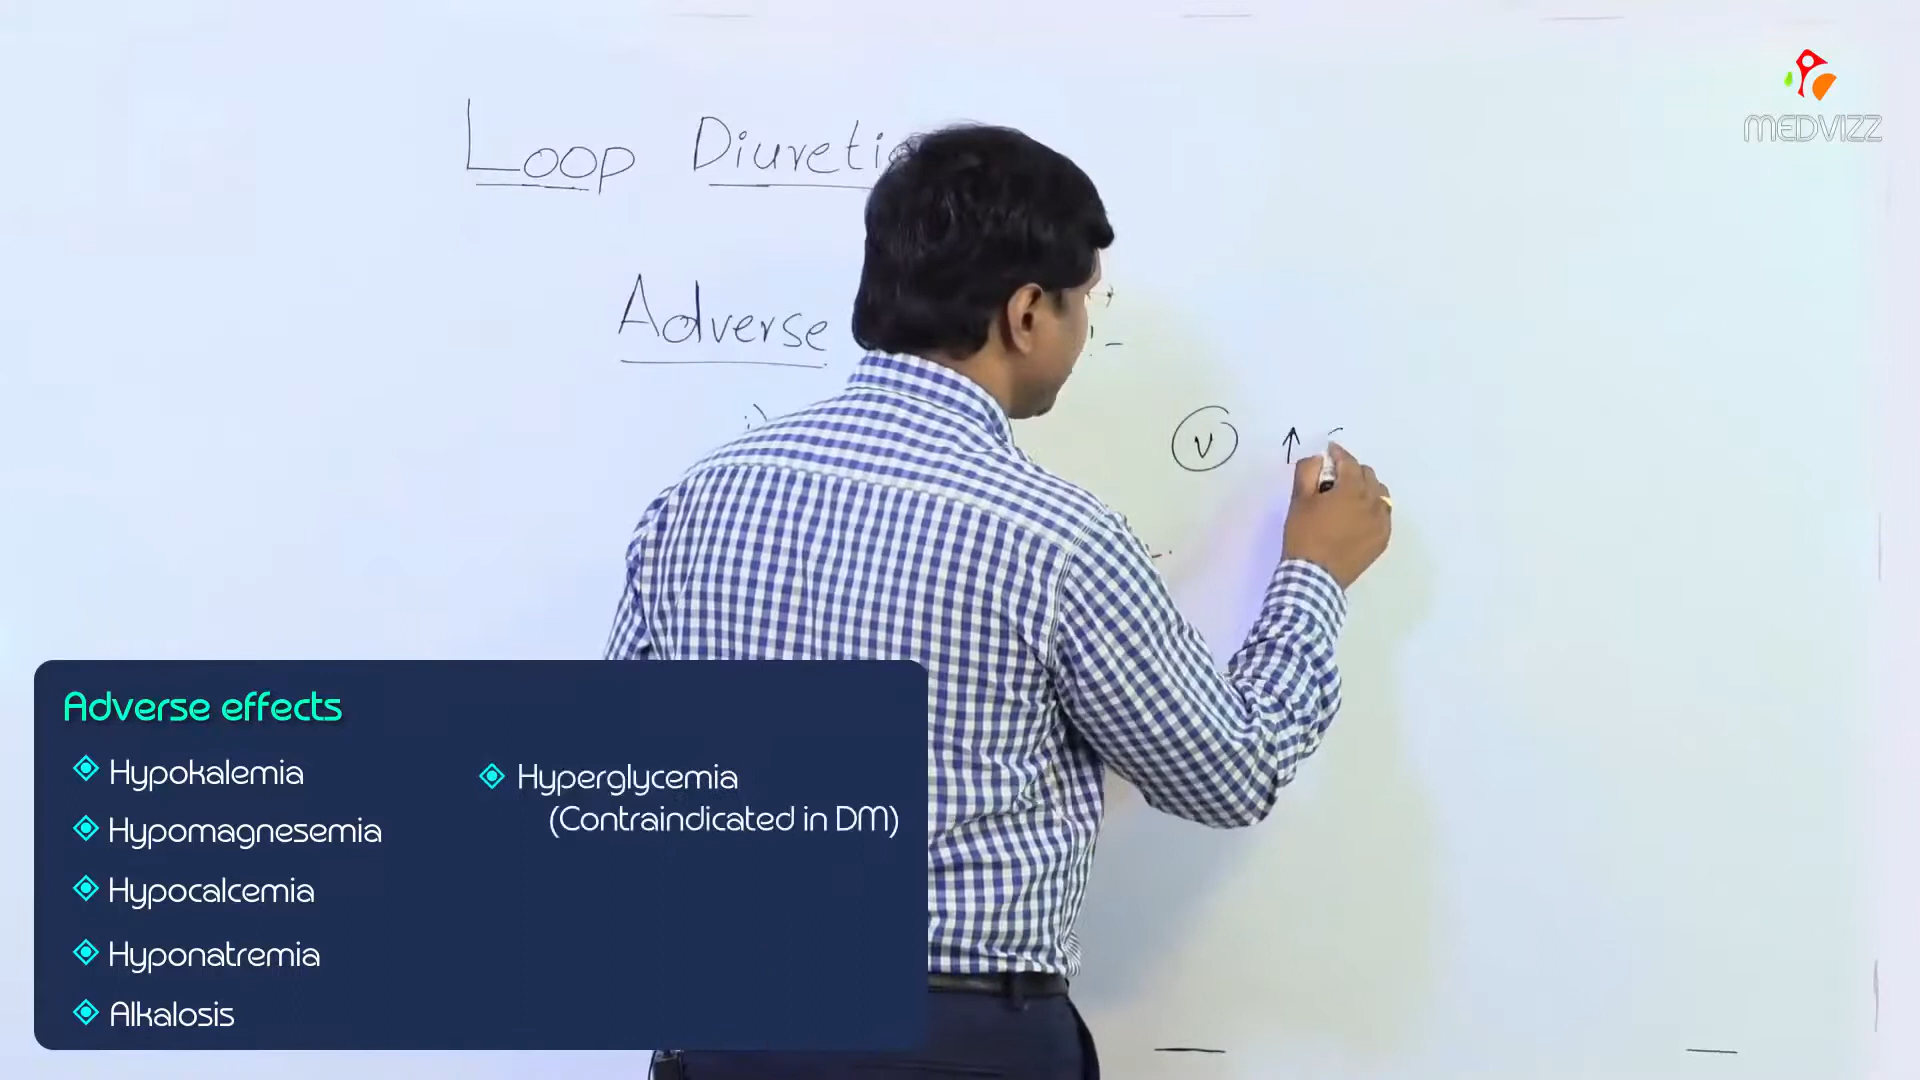 MEDVIZZ
Loop Diureti
Adverse
i)
V ↑
Adverse effects
Hypokalemia
Hypomagnesemia
Hypocalcemia
Hyponatremia
Alkalosis
Hyperglycemia
(Contraindicated in DM)